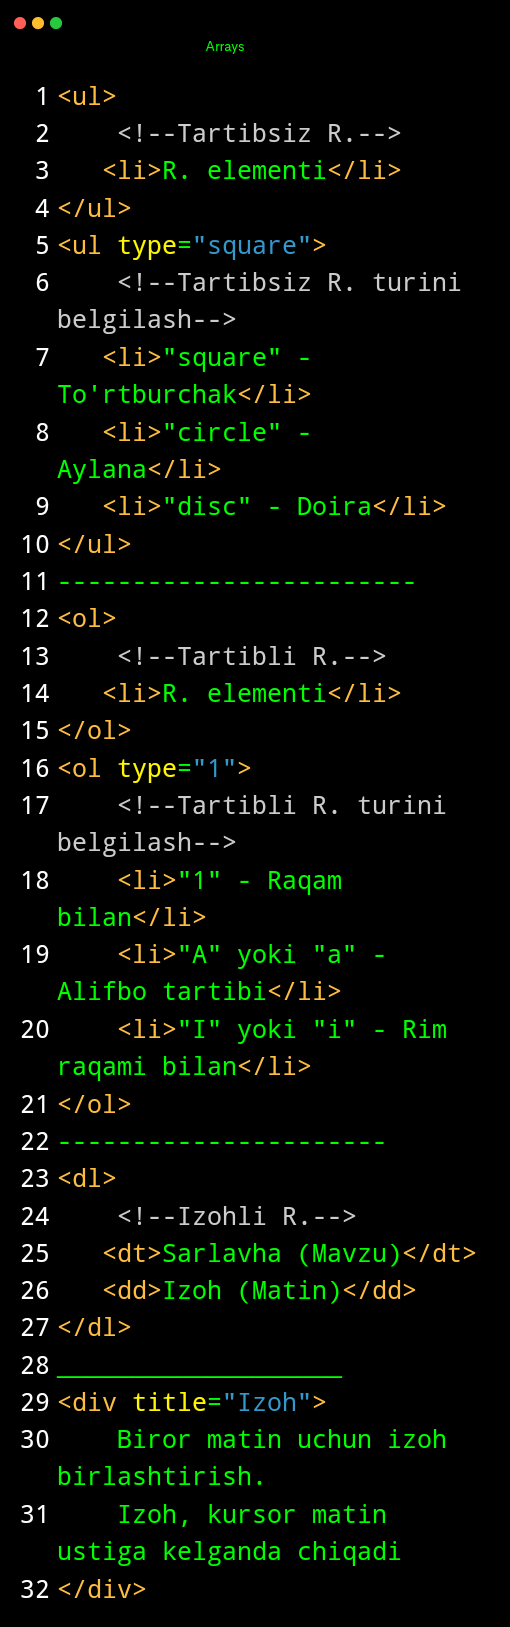 Arrays
1 <ul>
2     <!--Tartibsiz R.-->
3    <li>R. elementi</li>
4 </ul>
5 <ul type="square">
6     <!--Tartibsiz R. turini
belgilash-->
7    <li>"square" -
To'rtburchak</li>
8    <li>"circle" -
Aylana</li>
9    <li>"disc" - Doira</li>
10 </ul>
11 ------------------------
12 <ol>
13     <!--Tartibli R.-->
14    <li>R. elementi</li>
15 </ol>
16 <ol type="1">
17     <!--Tartibli R. turini
belgilash-->
18     <li>"1" - Raqam
bilan</li>
19     <li>"A" yoki "a" -
Alifbo tartibi</li>
20     <li>"I" yoki "i" - Rim
raqami bilan</li>
21 </ol>
22 ----------------------
23 <dl>
24     <!--Izohli R.-->
25    <dt>Sarlavha (Mavzu)</dt>
26    <dd>Izoh (Matin)</dd>
27 </dl>
28 ___________________
29 <div title="Izoh">
30     Biror matin uchun izoh
birlashtirish.
31     Izoh, kursor matin
ustiga kelganda chiqadi
32 </div>